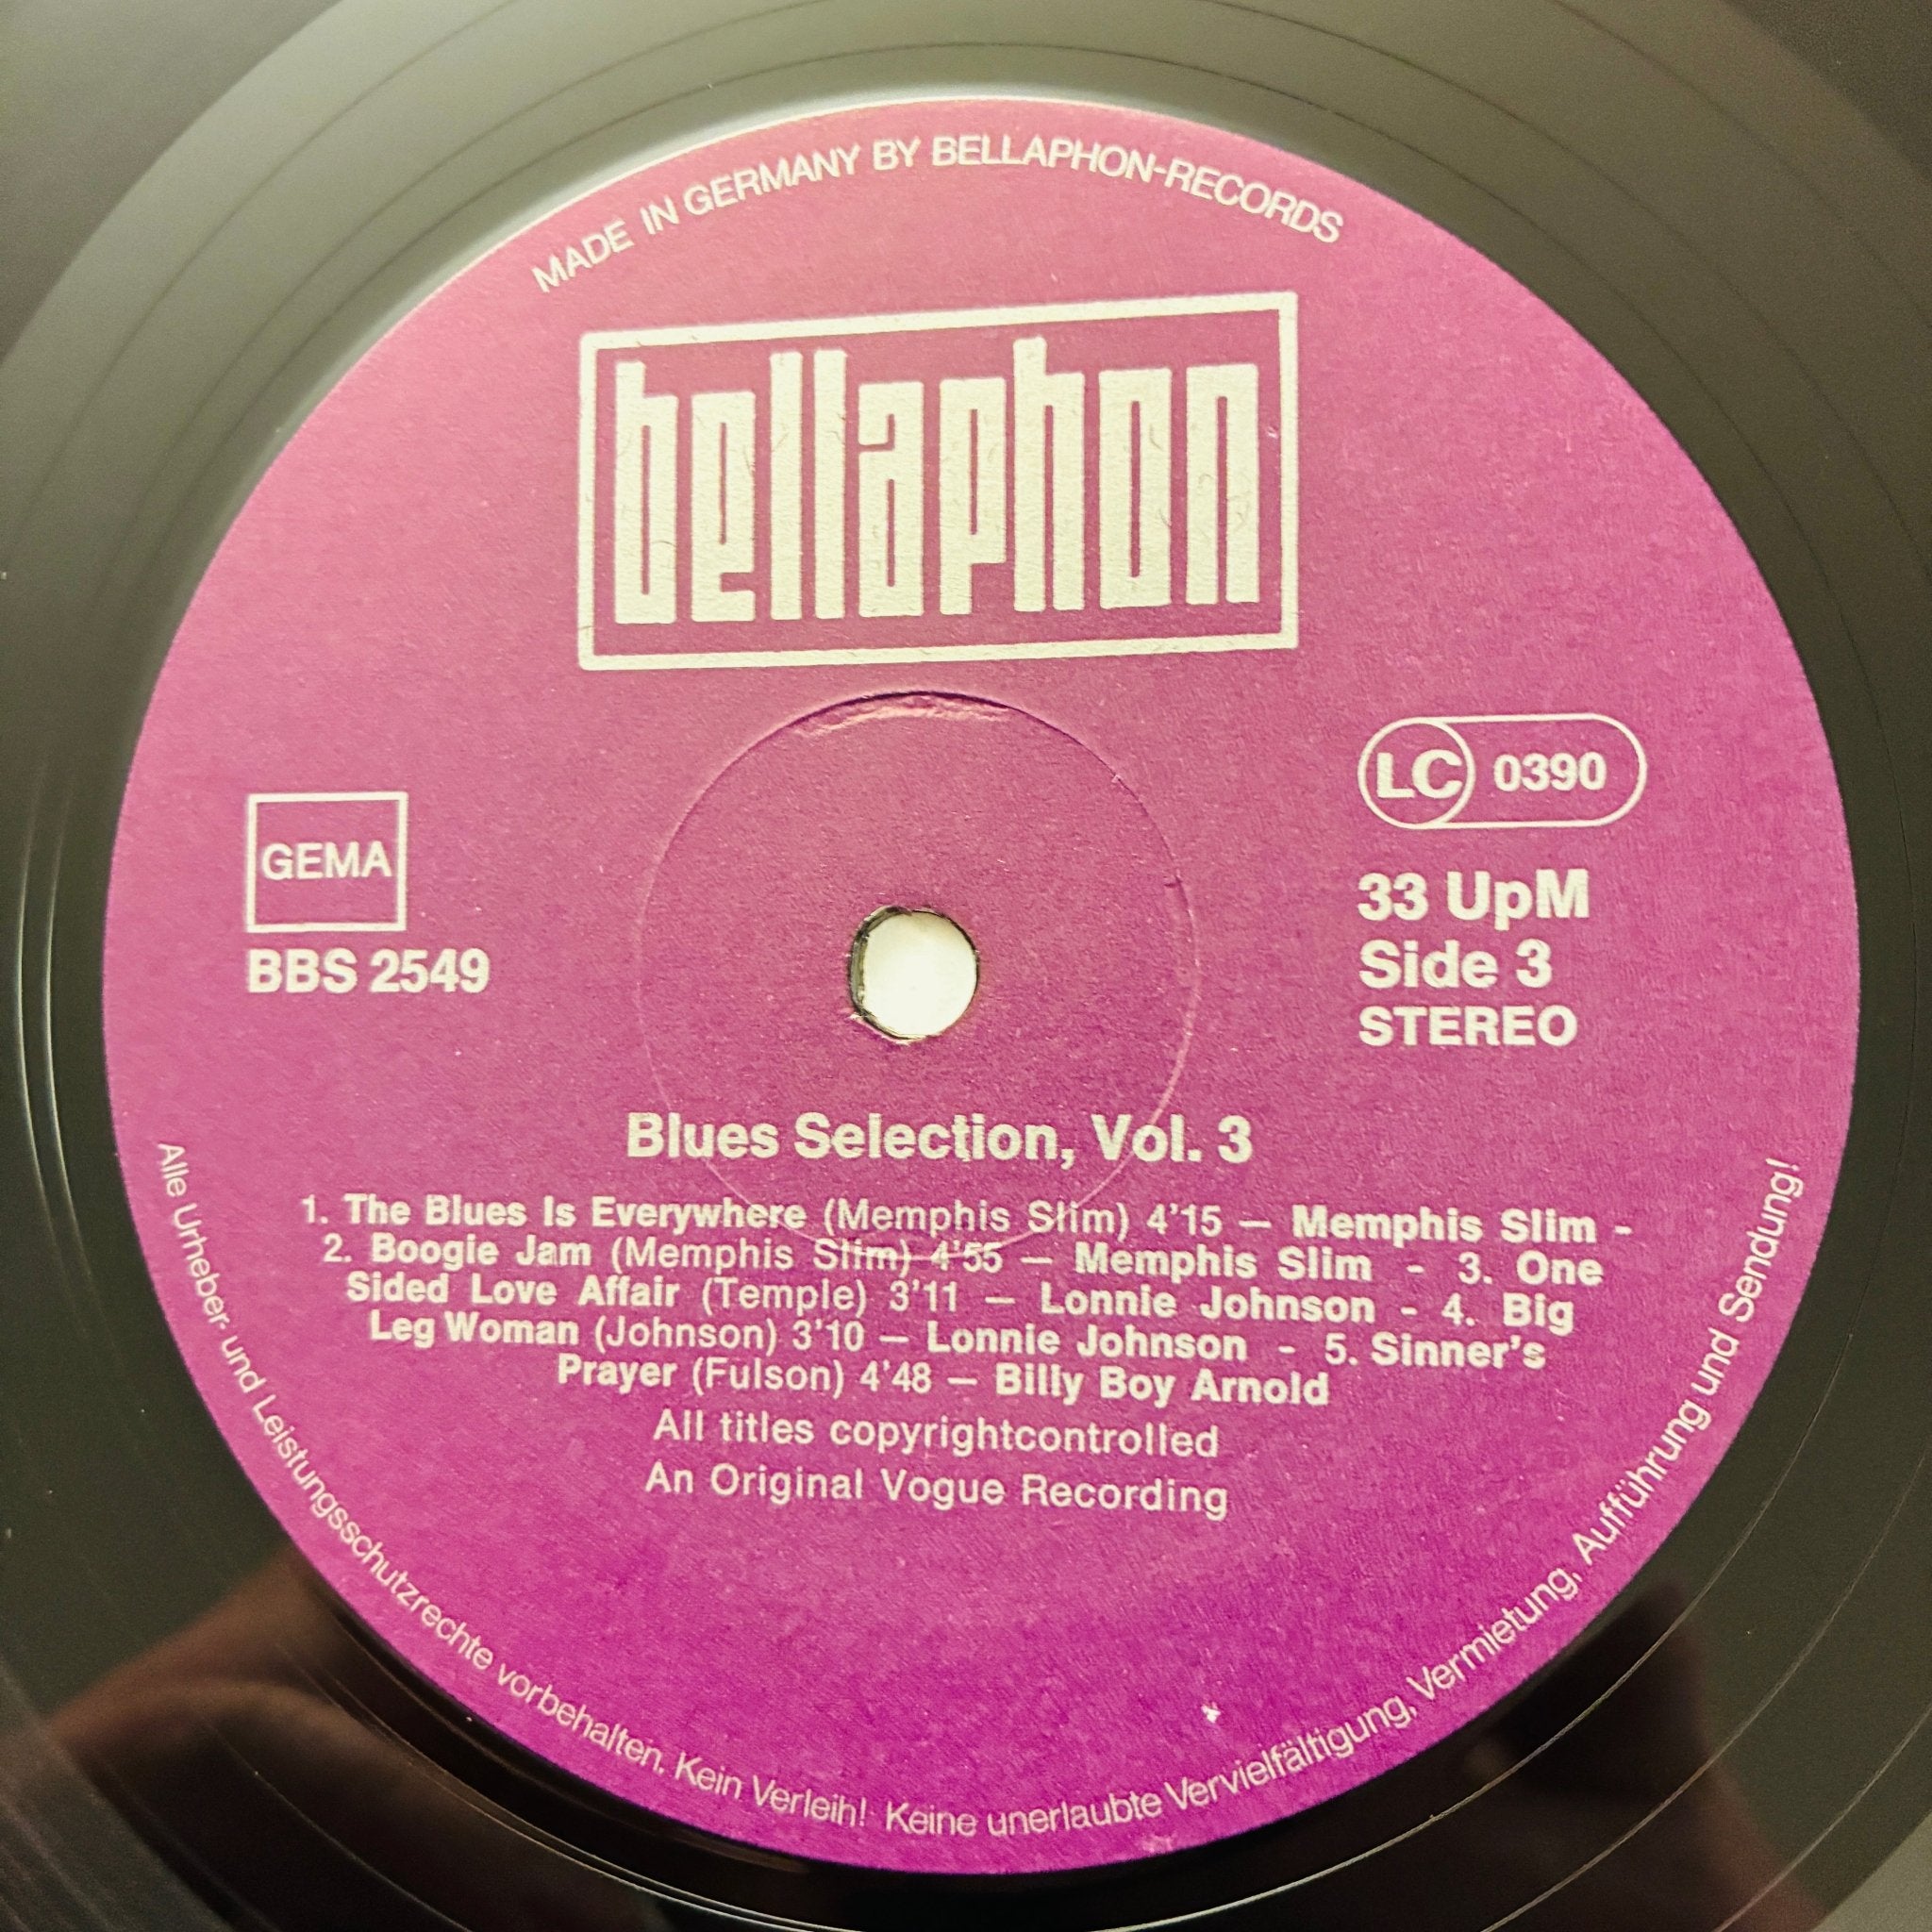 MADE IN GERMANY BY BELLAPHON-RECORDS
bellaphon
LC 0390
GEMA
BBS 2549
33 UpM
Side 3
STEREO
Blues Selection, Vol. 3
1. The Blues Is Everywhere (Memphis Slim) 4'15 — Memphis Slim -
2. Boogie Jam (Memphis Slim) 4'55 — Memphis Slim - 3. One
Sided Love Affair (Temple) 3'11 — Lonnie Johnson - 4. Big
Leg Woman (Johnson) 3'10 — Lonnie Johnson - 5. Sinner's
Prayer (Fulson) 4'48 — Billy Boy Arnold
All titles copyrightcontrolled
An Original Vogue Recording
Alle Urheber- und Leistungsschutzrechte vorbehalten, Kein Verleih! Keine unerlaubte Vervielfältigung, Vermietung, Aufführung und Sendung!